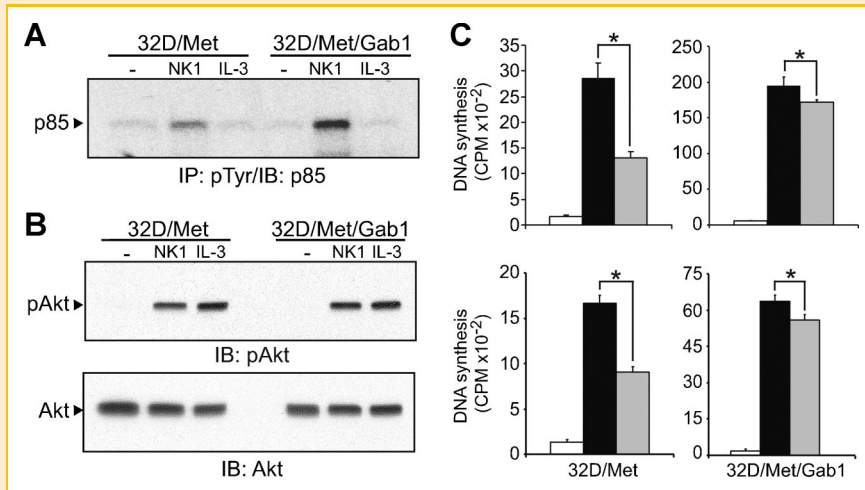 A
32D/Met 32D/Met/Gab1
- NK1 IL-3 - NK1 IL-3
p85
IP: pTyr/IB: p85
B
32D/Met 32D/Met/Gab1
- NK1 IL-3 - NK1 IL-3
pAkt
IB: pAkt
Akt
IB: Akt
C
DNA synthesis
(CPM x10-2)
35
30
25
20
15
10
5
0
*
250
200
150
100
50
0
*
DNA synthesis
(CPM x10-2)
20
15
10
5
0
*
32D/Met
75
60
45
30
15
0
*
32D/Met/Gab1